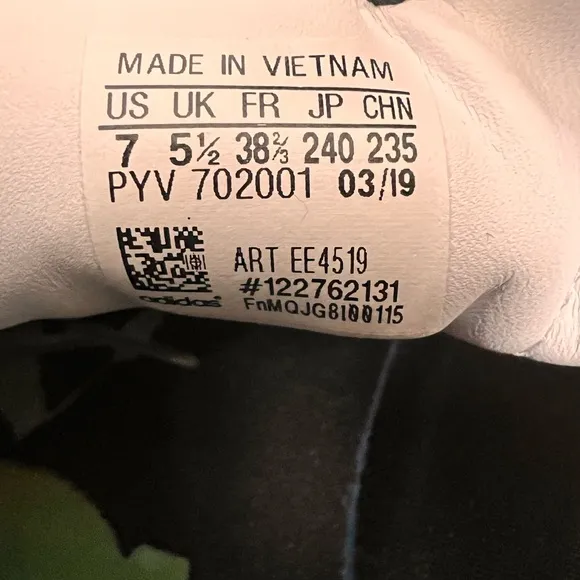 MADE IN VIETNAM
US UK FR JP CHN
7 5½ 38⅔ 240 235
PYV 702001 03/19
ART EE4519
#122762131
adidas
FnMQJG8I00115